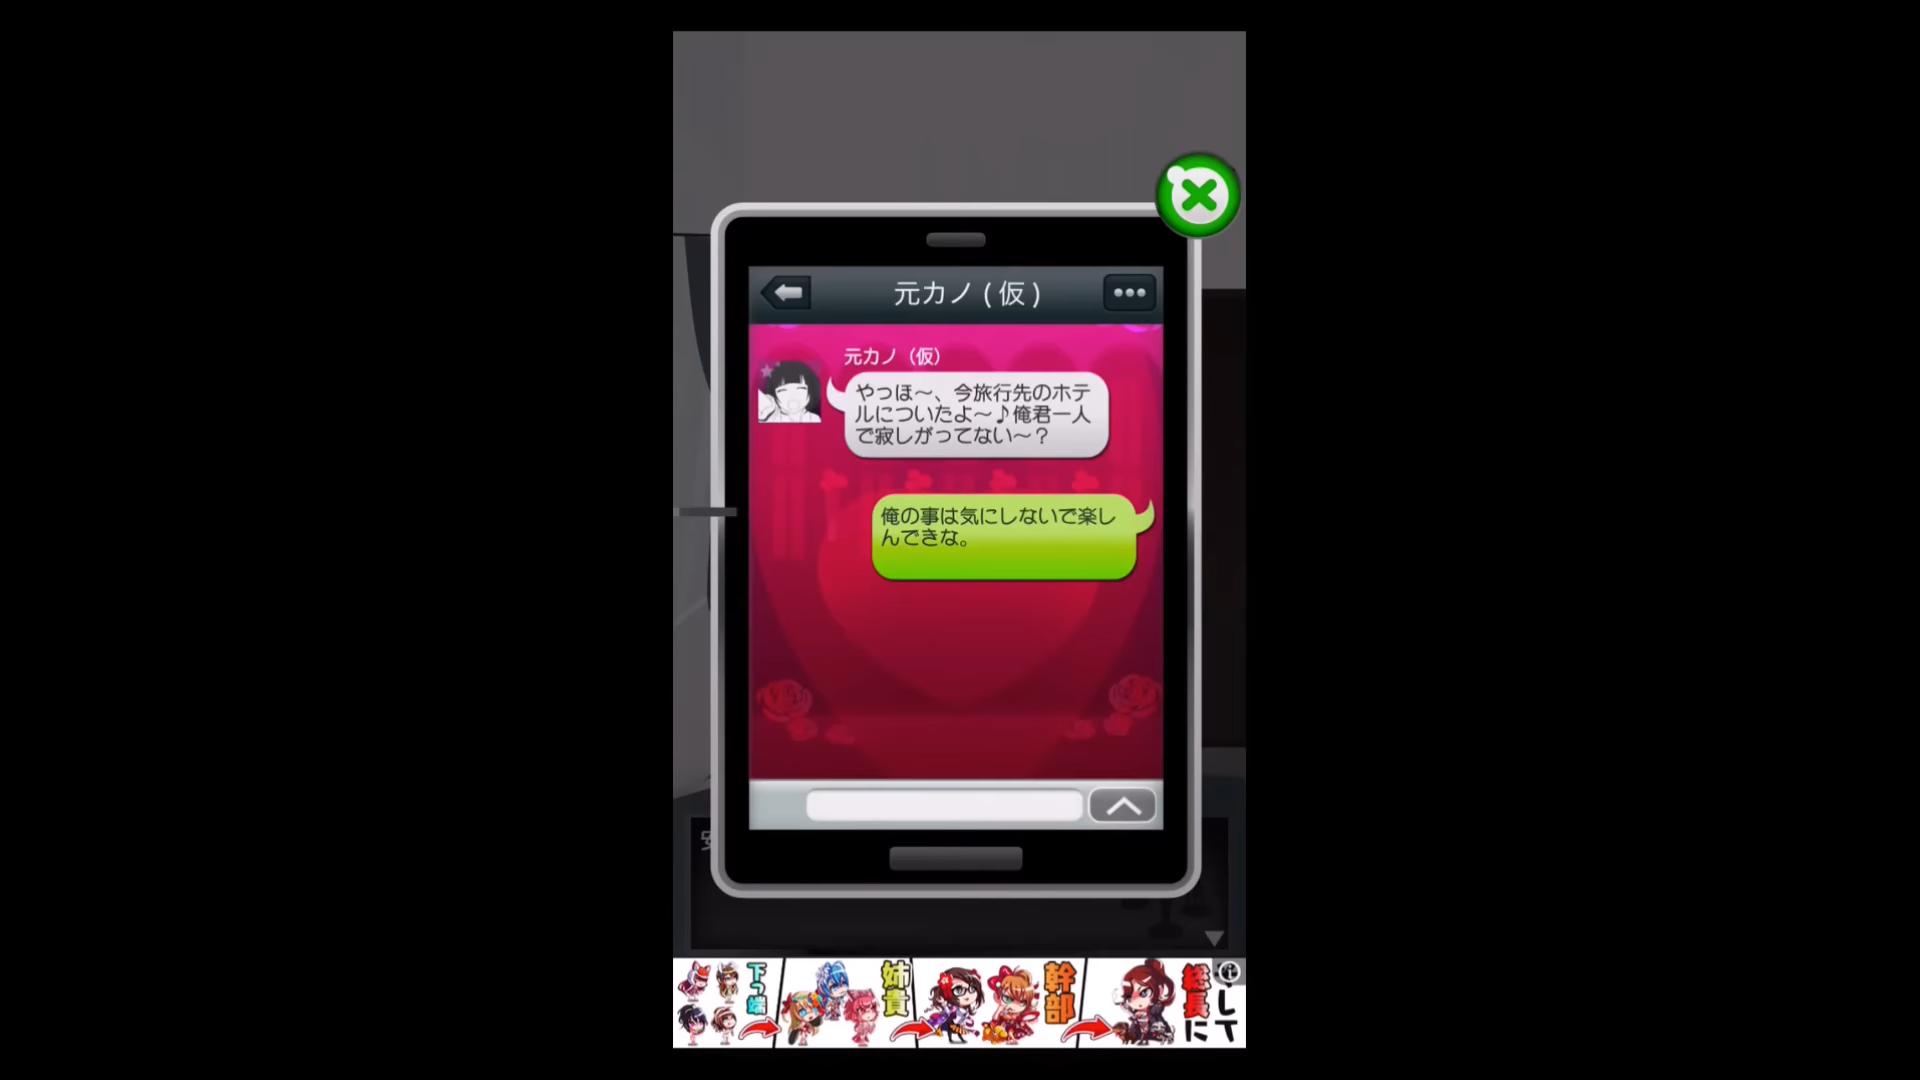 元カノ(仮)
元カノ（仮）
やっほ～、今旅行先のホテ
ルについたよ～♪俺君一人
で寂しがってない～？
俺の事は気にしないで楽し
んできな。
下っ端
姉貴
幹部
総長に
して